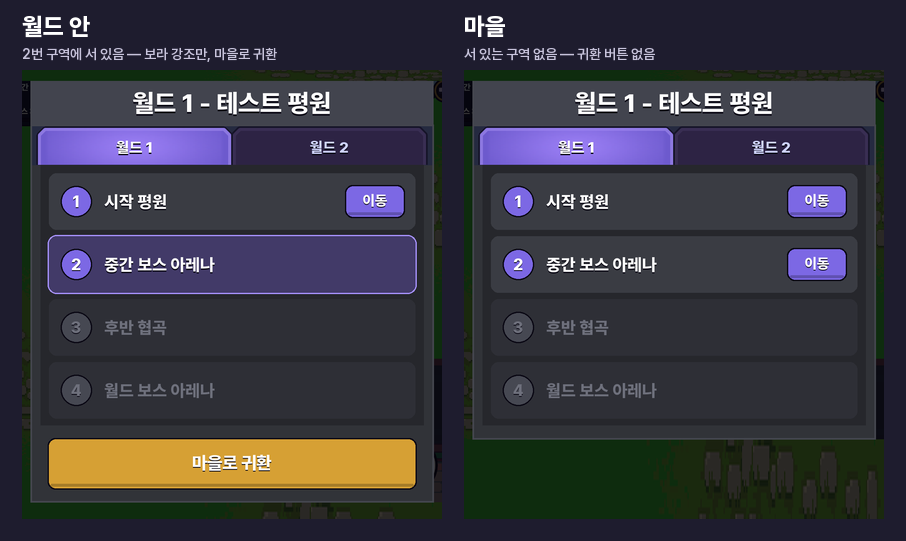 월드 안
2번 구역에 서 있음 — 보라 강조만, 마을로 귀환
월드 1 - 테스트 평원
월드 1
월드 2
1 시작 평원 이동
2 중간 보스 아레나
3 후반 협곡
4 월드 보스 아레나
마을로 귀환
마을
서 있는 구역 없음 — 귀환 버튼 없음
월드 1 - 테스트 평원
월드 1
월드 2
1 시작 평원 이동
2 중간 보스 아레나 이동
3 후반 협곡
4 월드 보스 아레나